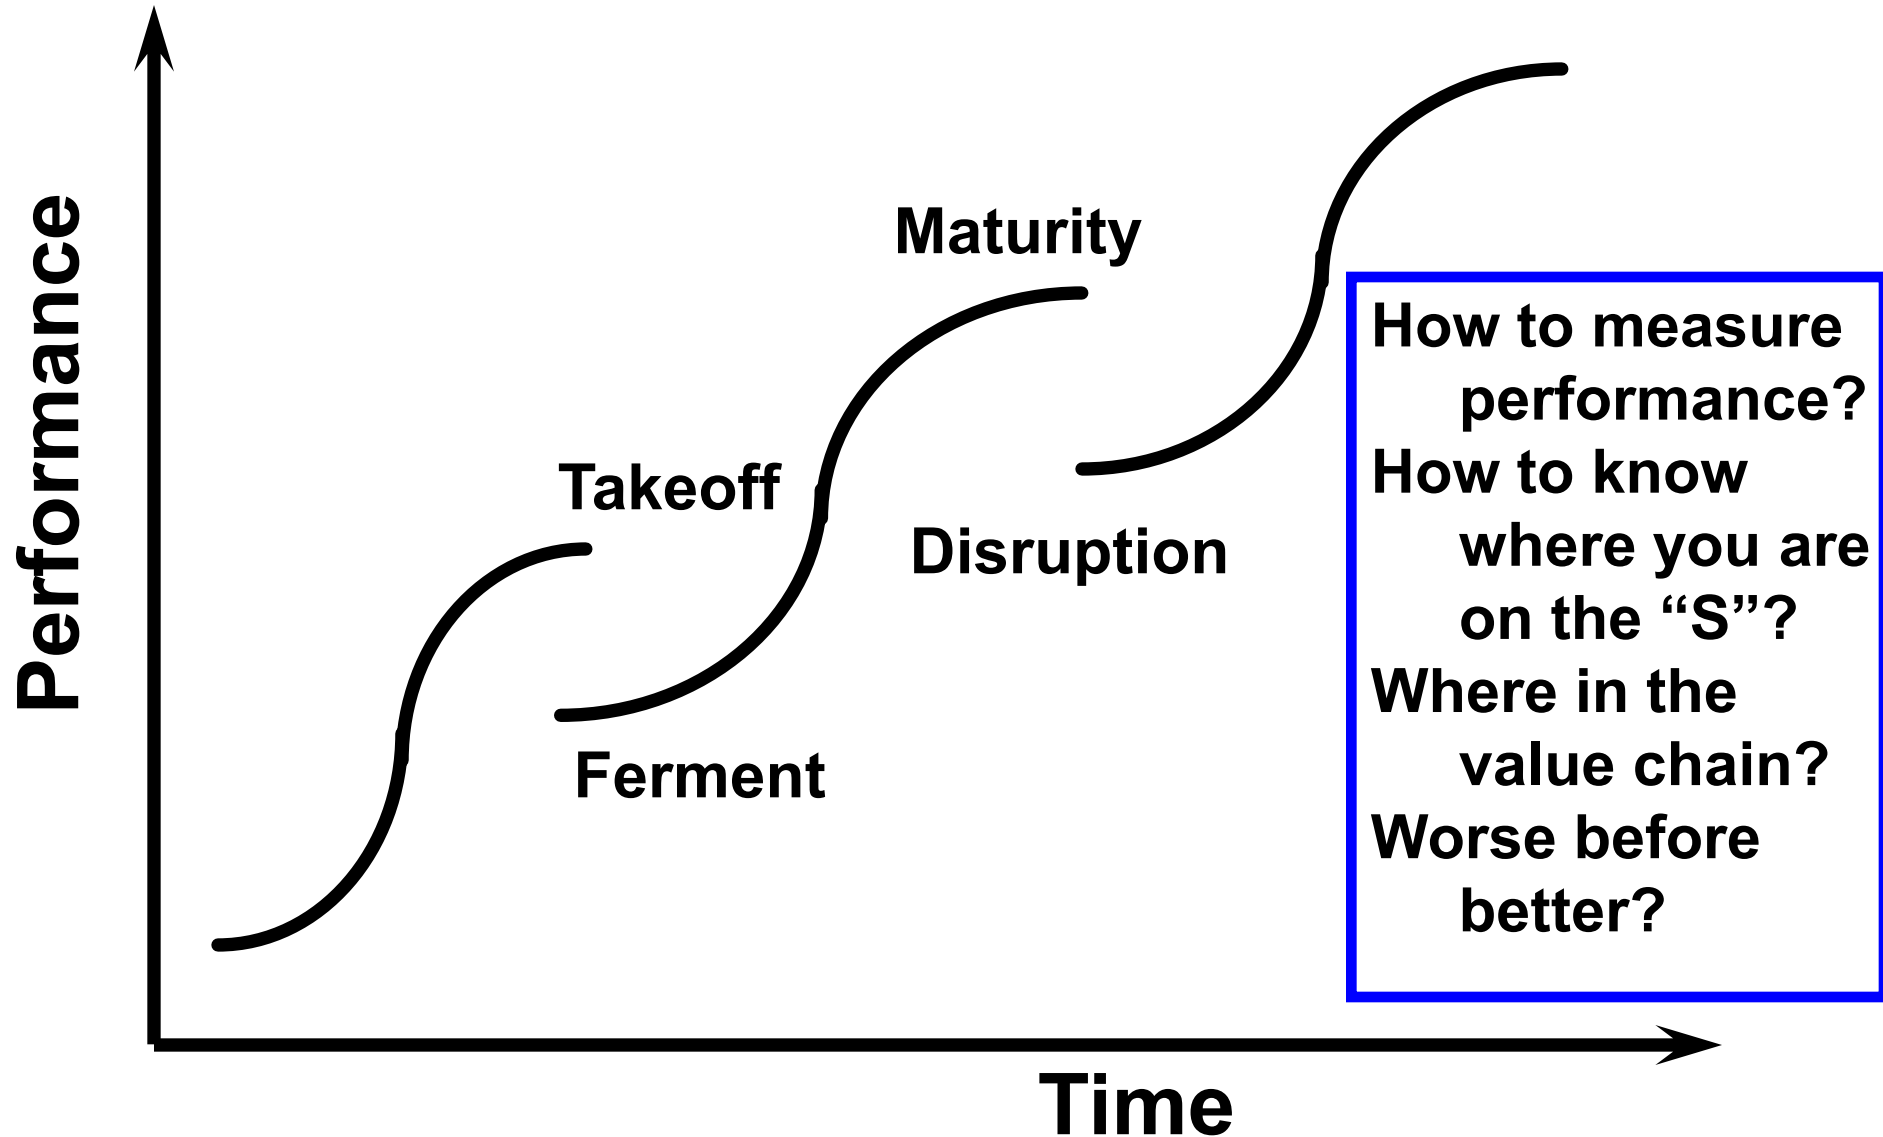 Performance
Maturity
Takeoff
Disruption
Ferment
How to measure
performance?
How to know
where you are
on the “S”?
Where in the
value chain?
Worse before
better?
Time